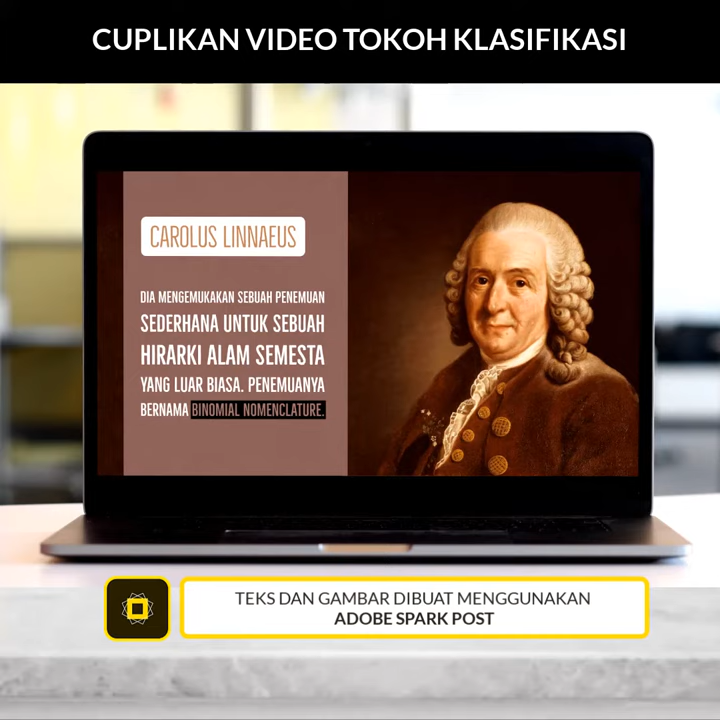 CUPLIKAN VIDEO TOKOH KLASIFIKASI
CAROLUS LINNAEUS
DIA MENGEMUKAKAN SEBUAH PENEMUAN
SEDERHANA UNTUK SEBUAH
HIRARKI ALAM SEMESTA
YANG LUAR BIASA. PENEMUANYA
BERNAMA BINOMIAL NOMENCLATURE.
TEKS DAN GAMBAR DIBUAT MENGGUNAKAN
ADOBE SPARK POST